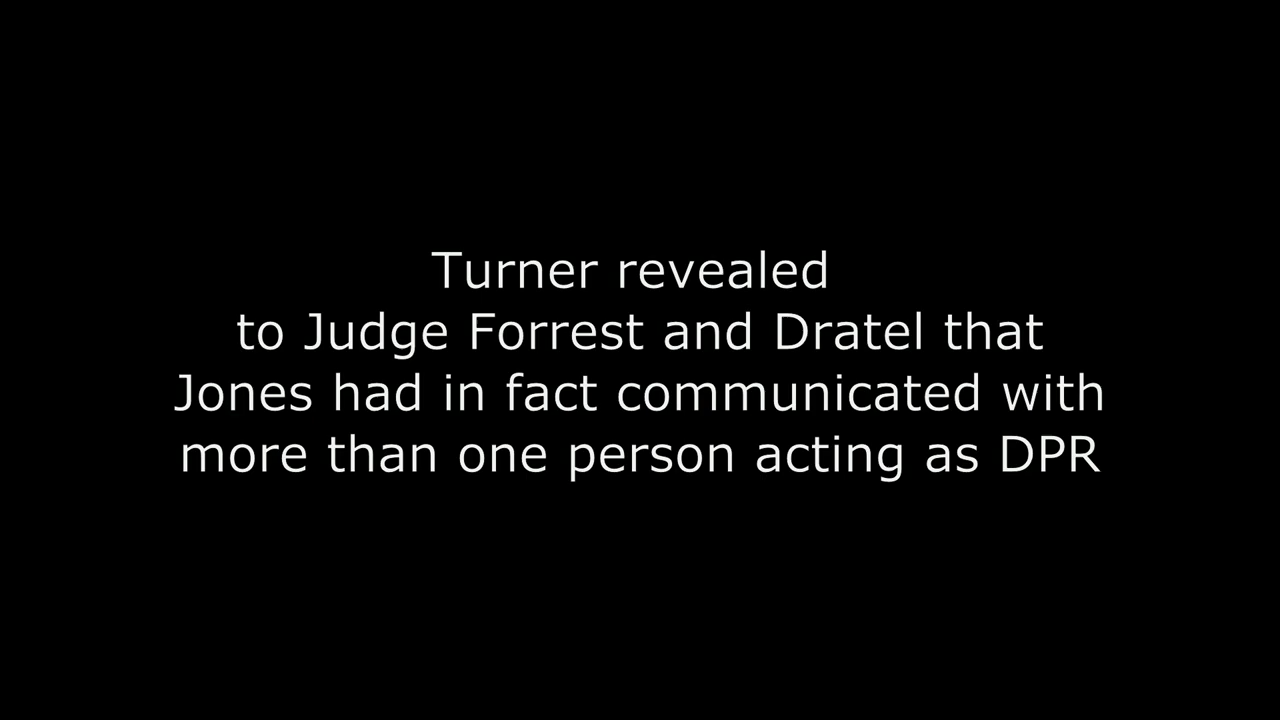 Turner revealed
to Judge Forrest and Dratel that
Jones had in fact communicated with
more than one person acting as DPR